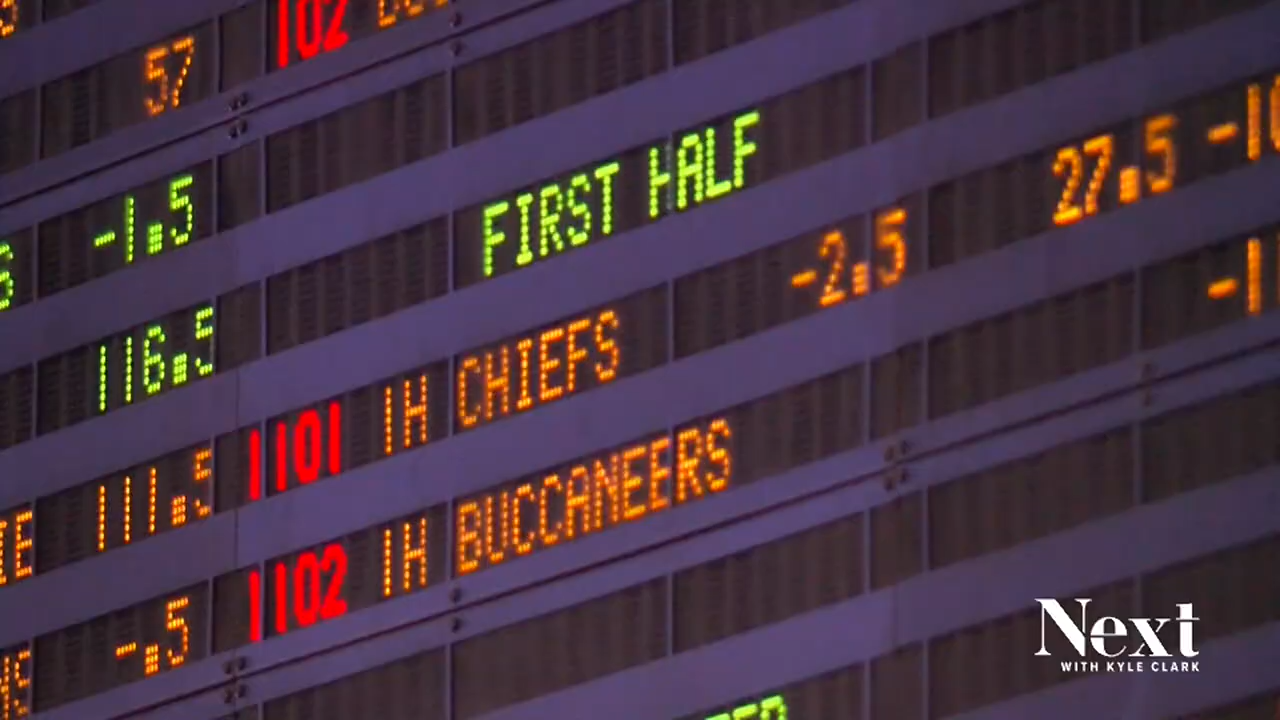 57
102
-1.5
FIRST HALF
116.5
1101 1H CHIEFS -2.5 27.5
111.5
1102 1H BUCCANEERS
-.5
Next
WITH KYLE CLARK